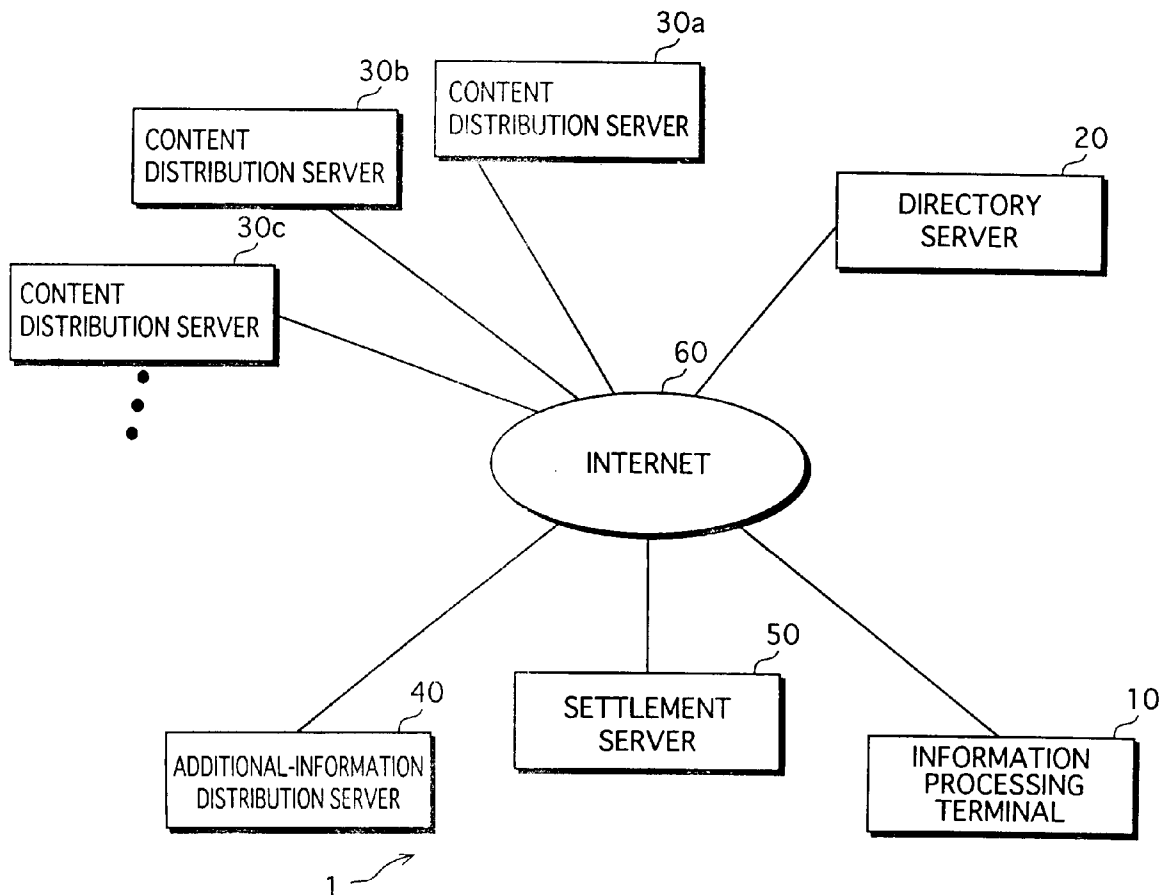 30a
CONTENT
DISTRIBUTION SERVER
30b
CONTENT
DISTRIBUTION SERVER
20
DIRECTORY
SERVER
30c
CONTENT
DISTRIBUTION SERVER
60
INTERNET
50
SETTLEMENT
SERVER
40
ADDITIONAL-INFORMATION
DISTRIBUTION SERVER
10
INFORMATION
PROCESSING
TERMINAL
1